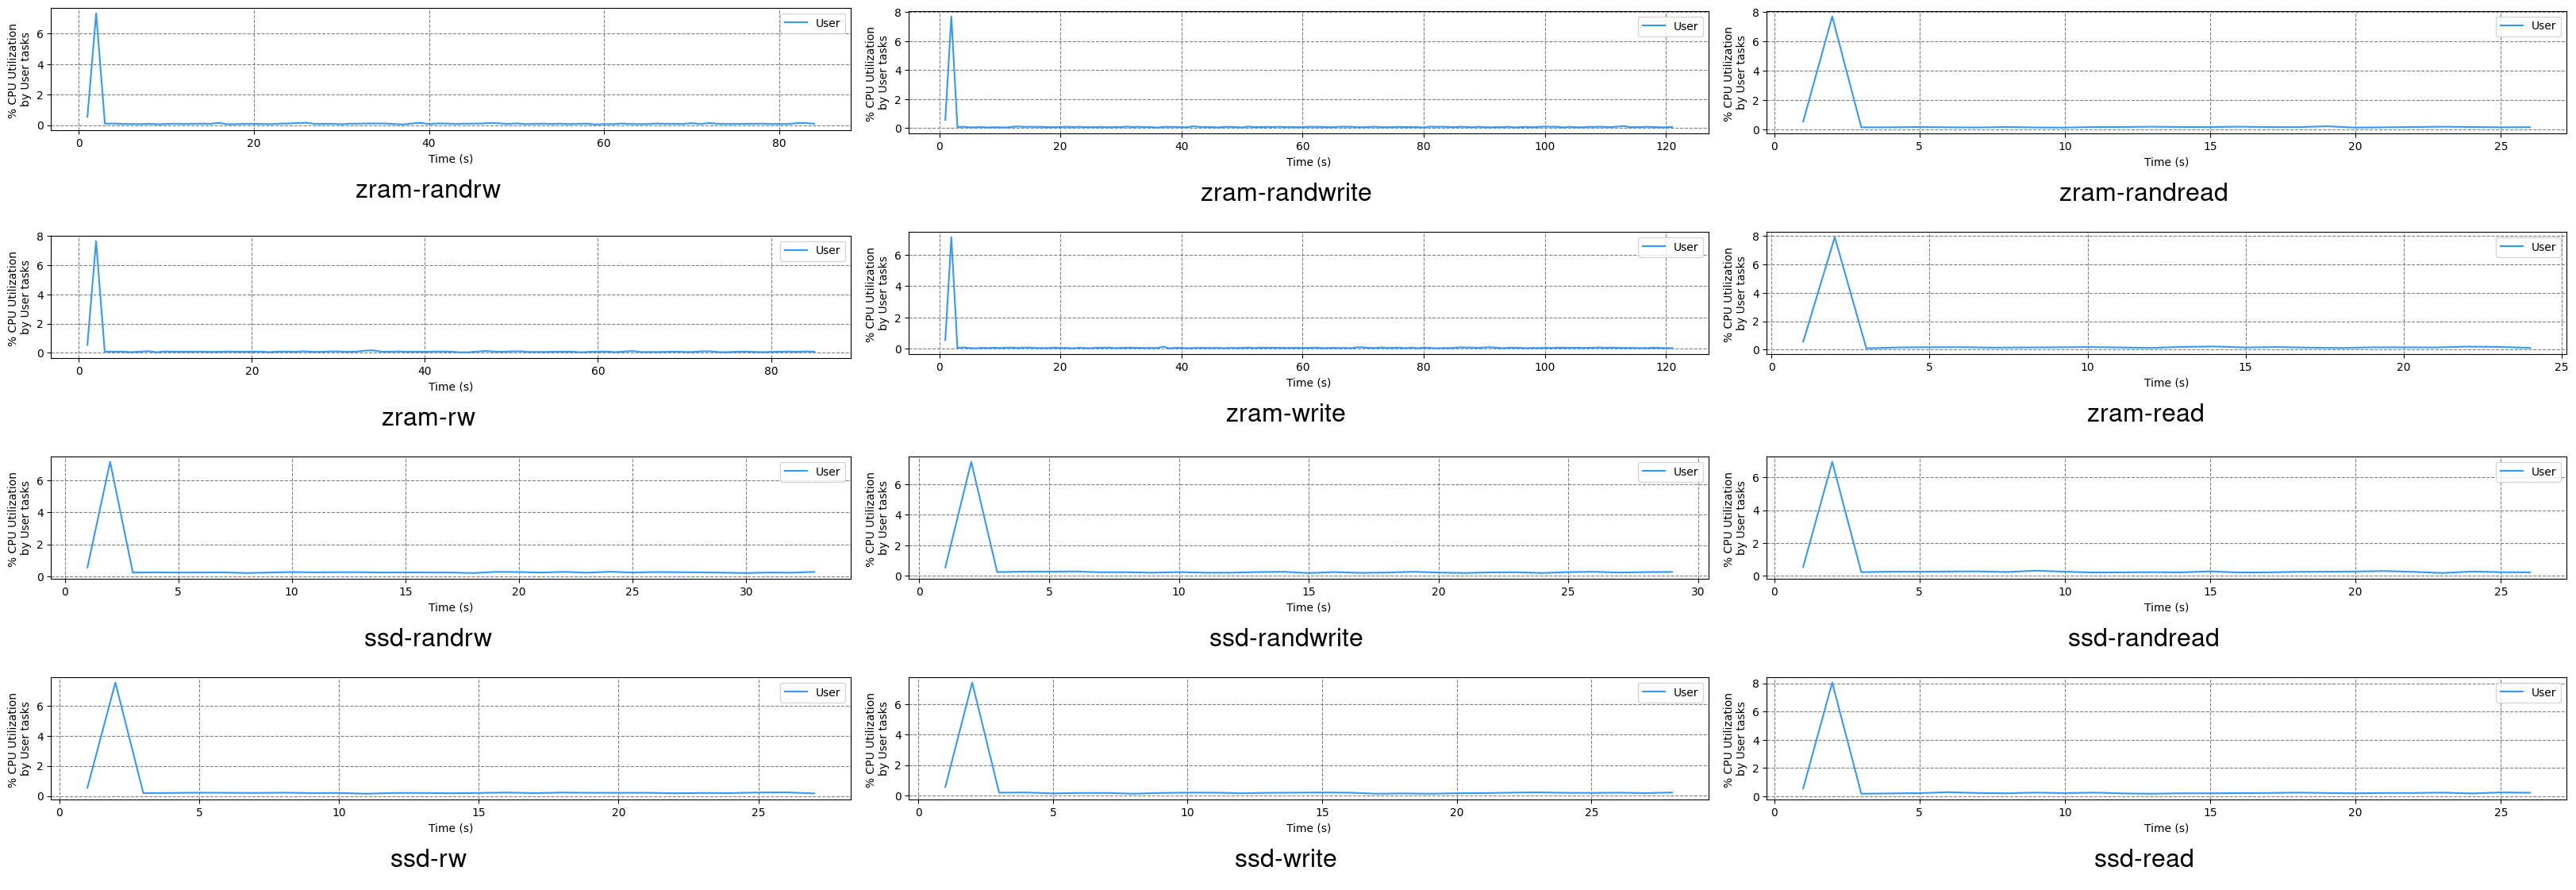 % CPU Utilization
by User tasks
6
4
2
0
User
0 20 40 60 80
Time (s)
zram-randrw
% CPU Utilization
by User tasks
8
6
4
2
0
User
0 20 40 60 80 100 120
Time (s)
zram-randwrite
% CPU Utilization
by User tasks
8
6
4
2
0
User
0 5 10 15 20 25
Time (s)
zram-randread
% CPU Utilization
by User tasks
8
6
4
2
0
User
0 20 40 60 80
Time (s)
zram-rw
% CPU Utilization
by User tasks
6
4
2
0
User
0 20 40 60 80 100 120
Time (s)
zram-write
% CPU Utilization
by User tasks
8
6
4
2
0
User
0 5 10 15 20 25
Time (s)
zram-read
% CPU Utilization
by User tasks
6
4
2
0
User
0 5 10 15 20 25 30
Time (s)
ssd-randrw
% CPU Utilization
by User tasks
6
4
2
0
User
0 5 10 15 20 25 30
Time (s)
ssd-randwrite
% CPU Utilization
by User tasks
6
4
2
0
User
0 5 10 15 20 25
Time (s)
ssd-randread
% CPU Utilization
by User tasks
6
4
2
0
User
0 5 10 15 20 25
Time (s)
ssd-rw
% CPU Utilization
by User tasks
6
4
2
0
User
0 5 10 15 20 25
Time (s)
ssd-write
% CPU Utilization
by User tasks
8
6
4
2
0
User
0 5 10 15 20 25
Time (s)
ssd-read